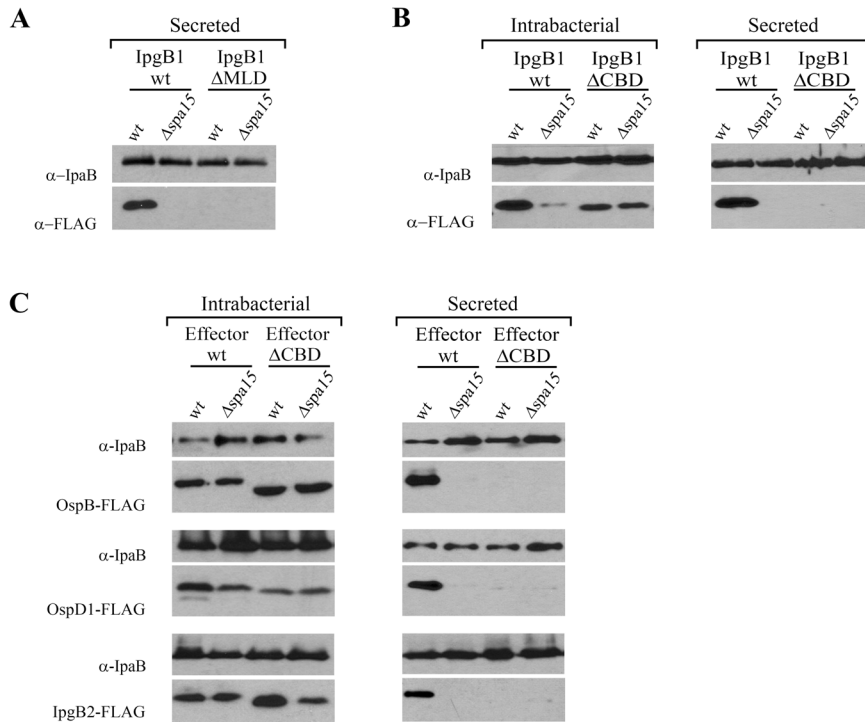 A
Secreted
IpgB1 IpgB1
wt ΔMLD
wt Δspa15 wt Δspa15
α–IpaB
α–FLAG
B
Intrabacterial Secreted
IpgB1 IpgB1 IpgB1 IpgB1
wt ΔCBD wt ΔCBD
wt Δspa15 wt Δspa15 wt Δspa15 wt Δspa15
α-IpaB
α–FLAG
C
Intrabacterial Secreted
Effector Effector Effector Effector
wt ΔCBD wt ΔCBD
wt Δspa15 wt Δspa15 wt Δspa15 wt Δspa15
α-IpaB
OspB-FLAG
α-IpaB
OspD1-FLAG
α-IpaB
IpgB2-FLAG